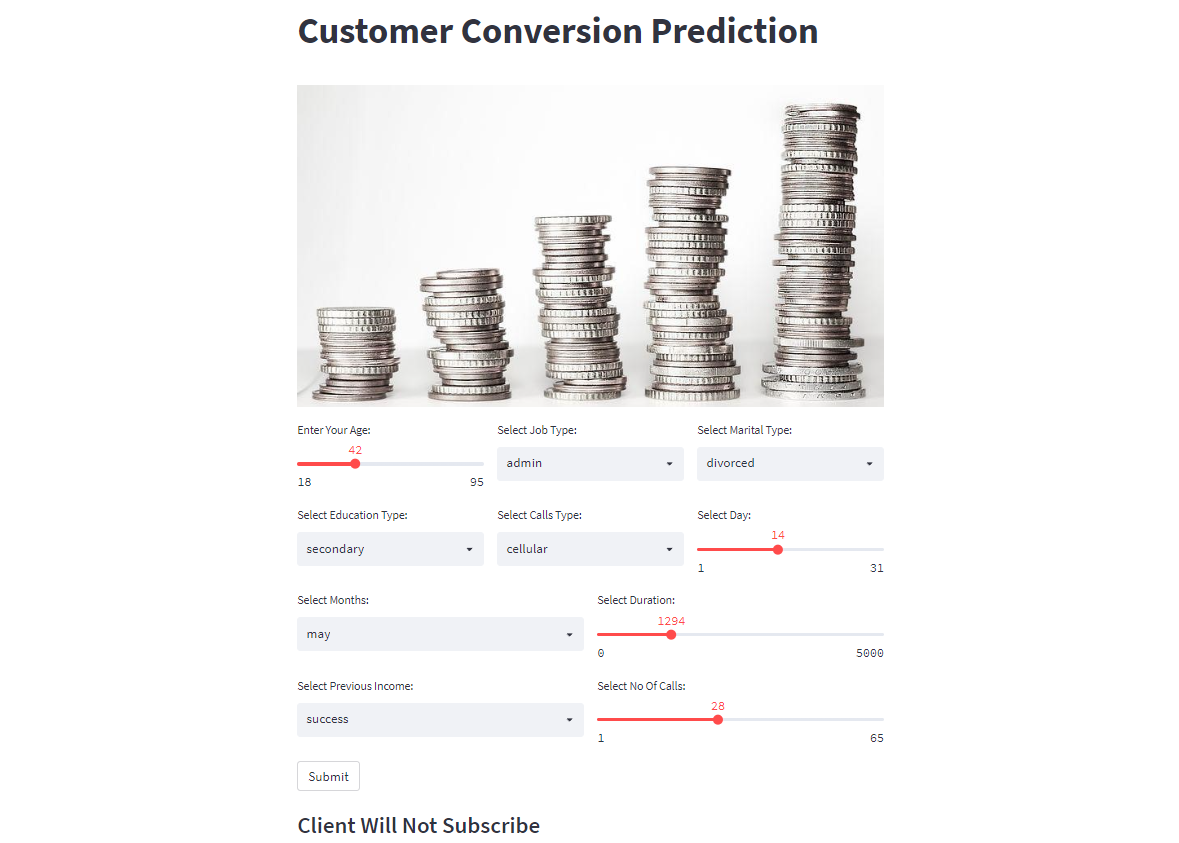 Customer Conversion Prediction
Enter Your Age:
42
18 95
Select Job Type:
admin
Select Marital Type:
divorced
Select Education Type:
secondary
Select Calls Type:
cellular
Select Day:
14
1 31
Select Months:
may
Select Duration:
1294
0 5000
Select Previous Income:
success
Select No Of Calls:
28
1 65
Submit
Client Will Not Subscribe